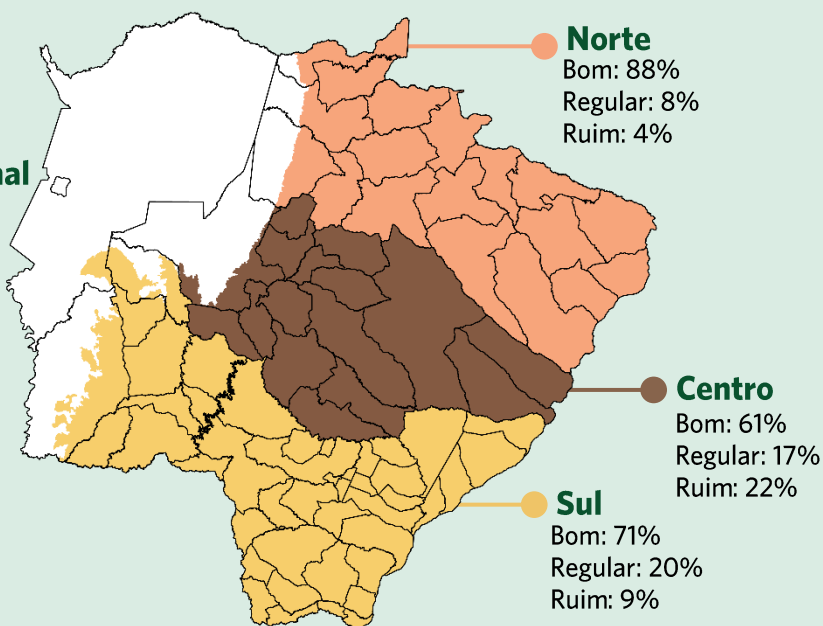 Norte
Bom: 88%
Regular: 8%
Ruim: 4%
Centro
Bom: 61%
Regular: 17%
Ruim: 22%
Sul
Bom: 71%
Regular: 20%
Ruim: 9%